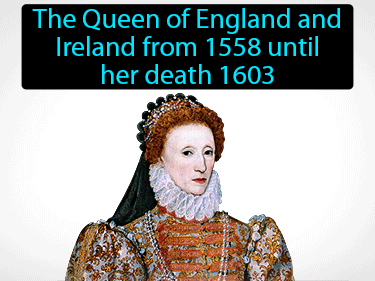 The Queen of England and
Ireland from 1558 until
her death 1603